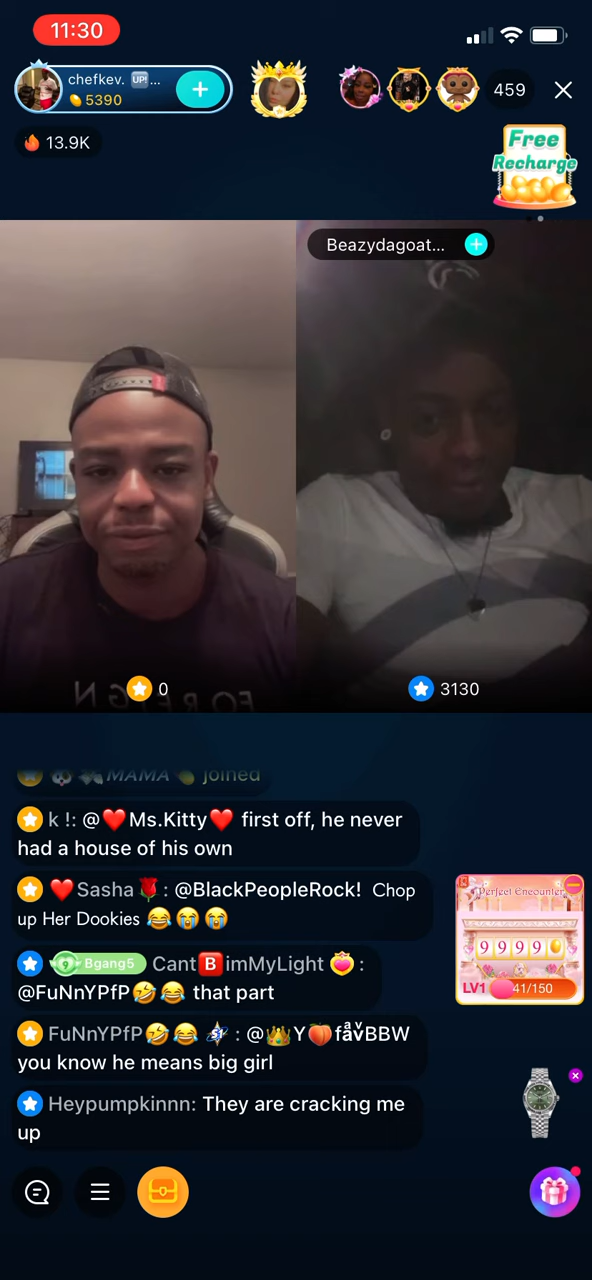 11:30
chefkev. UP! ...
5390
459
13.9K
Free
Recharge
Beazydagoat...
0
3130
FOREIGN
MAMA joined
k !: @❤️Ms.Kitty❤️ first off, he never
had a house of his own
❤️Sasha🌹: @BlackPeopleRock! Chop
up Her Dookies 😂😭😭
Bgang5 Cant🅱️imMyLight :
@FuNnYPfP🤣😂 that part
FuNnYPfP🤣😂 : @👑Y🍑fåvBBW
you know he means big girl
Heypumpkinnn: They are cracking me
up
Perfect Encounter
9 9 9 9
LV1 41/150